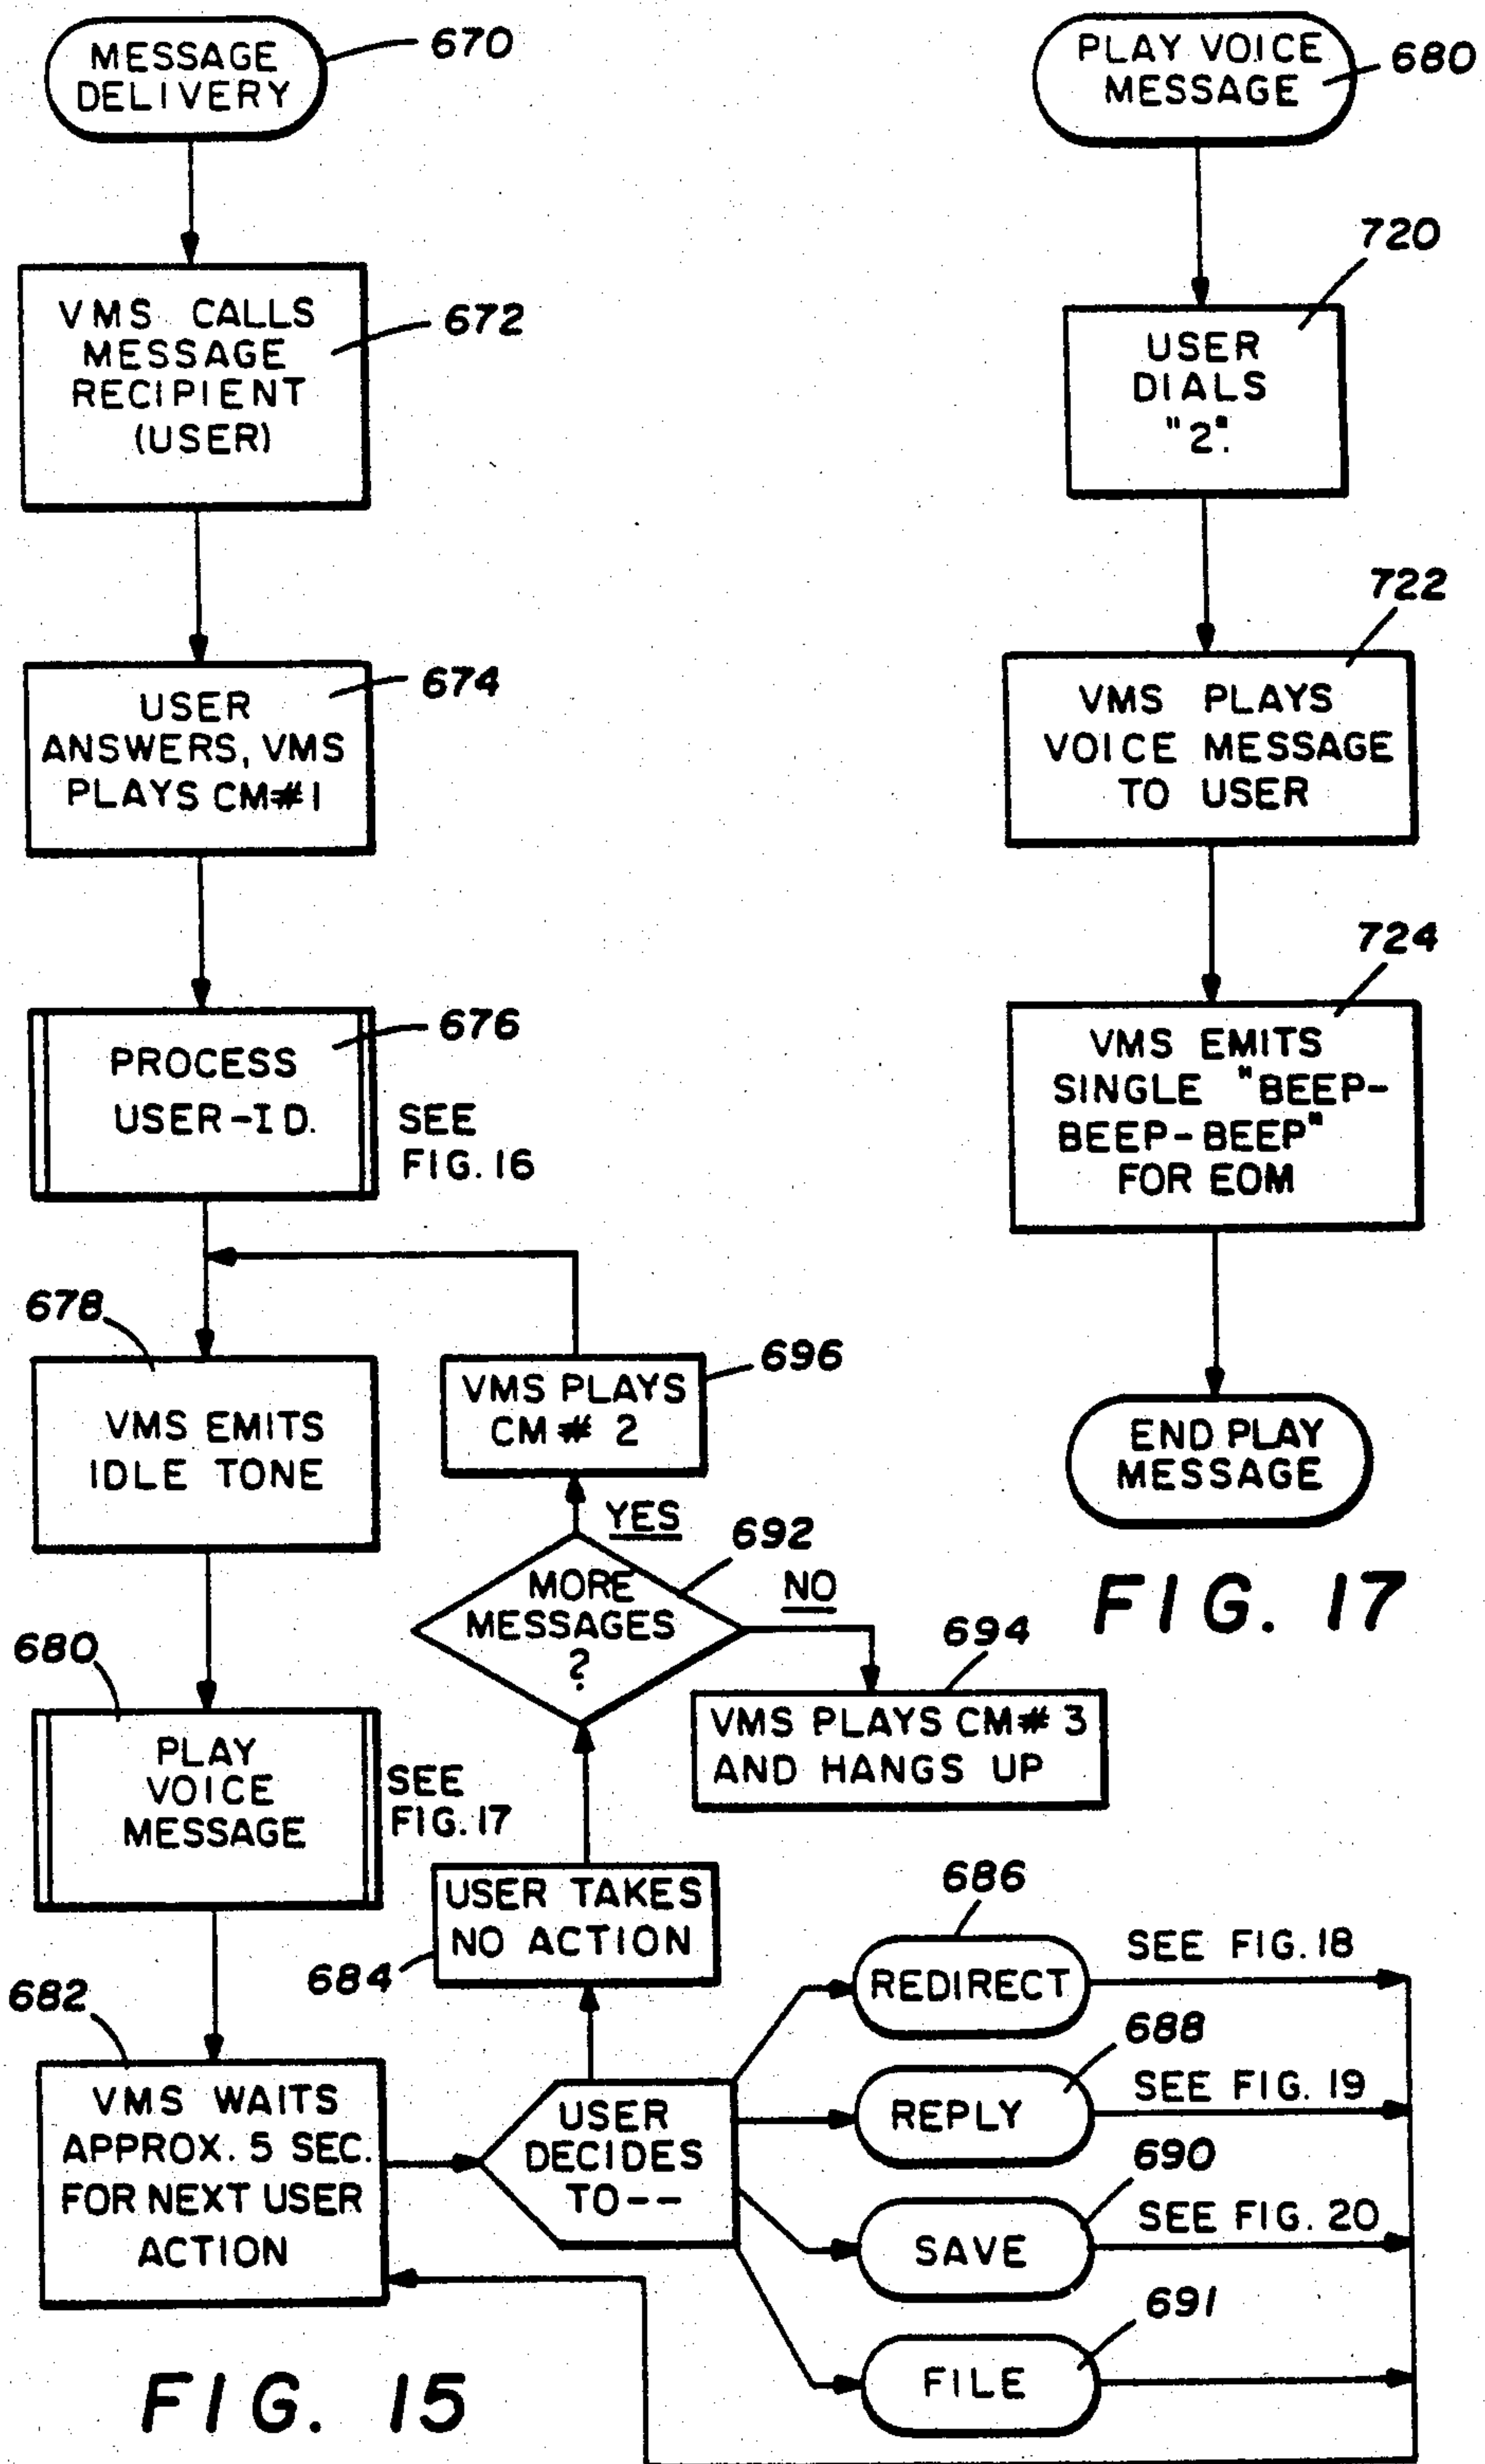 MESSAGE
DELIVERY
670
VMS CALLS
MESSAGE
RECIPIENT
(USER)
672
USER
ANSWERS, VMS
PLAYS CM#1
674
PROCESS
USER-ID.
676
SEE
FIG. 16
678
VMS EMITS
IDLE TONE
VMS PLAYS
CM# 2
696
YES
692
MORE
MESSAGES
?
NO
694
VMS PLAYS CM# 3
AND HANGS UP
680
PLAY
VOICE
MESSAGE
SEE
FIG. 17
USER TAKES
NO ACTION
684
682
VMS WAITS
APPROX. 5 SEC.
FOR NEXT USER
ACTION
USER
DECIDES
TO--
686
REDIRECT
SEE FIG. 18
688
REPLY
SEE FIG. 19
690
SAVE
SEE FIG. 20
691
FILE
FIG. 15
PLAY VOICE
MESSAGE
680
720
USER
DIALS
"2".
722
VMS PLAYS
VOICE MESSAGE
TO USER
724
VMS EMITS
SINGLE "BEEP-
BEEP-BEEP"
FOR EOM
END PLAY
MESSAGE
FIG. 17